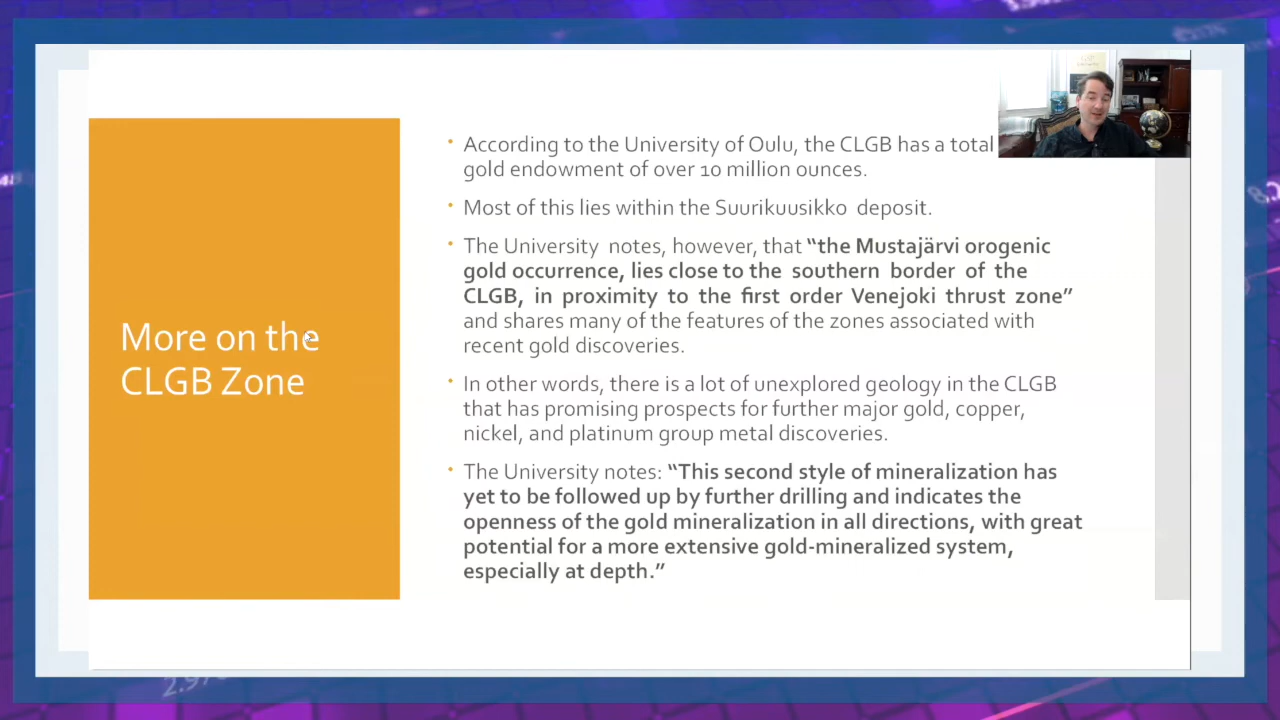 More on the
CLGB Zone
• According to the University of Oulu, the CLGB has a total
gold endowment of over 10 million ounces.
• Most of this lies within the Suurikuusikko deposit.
• The University notes, however, that “the Mustajärvi orogenic
gold occurrence, lies close to the southern border of the
CLGB, in proximity to the first order Venejoki thrust zone”
and shares many of the features of the zones associated with
recent gold discoveries.
• In other words, there is a lot of unexplored geology in the CLGB
that has promising prospects for further major gold, copper,
nickel, and platinum group metal discoveries.
• The University notes: “This second style of mineralization has
yet to be followed up by further drilling and indicates the
openness of the gold mineralization in all directions, with great
potential for a more extensive gold-mineralized system,
especially at depth.”